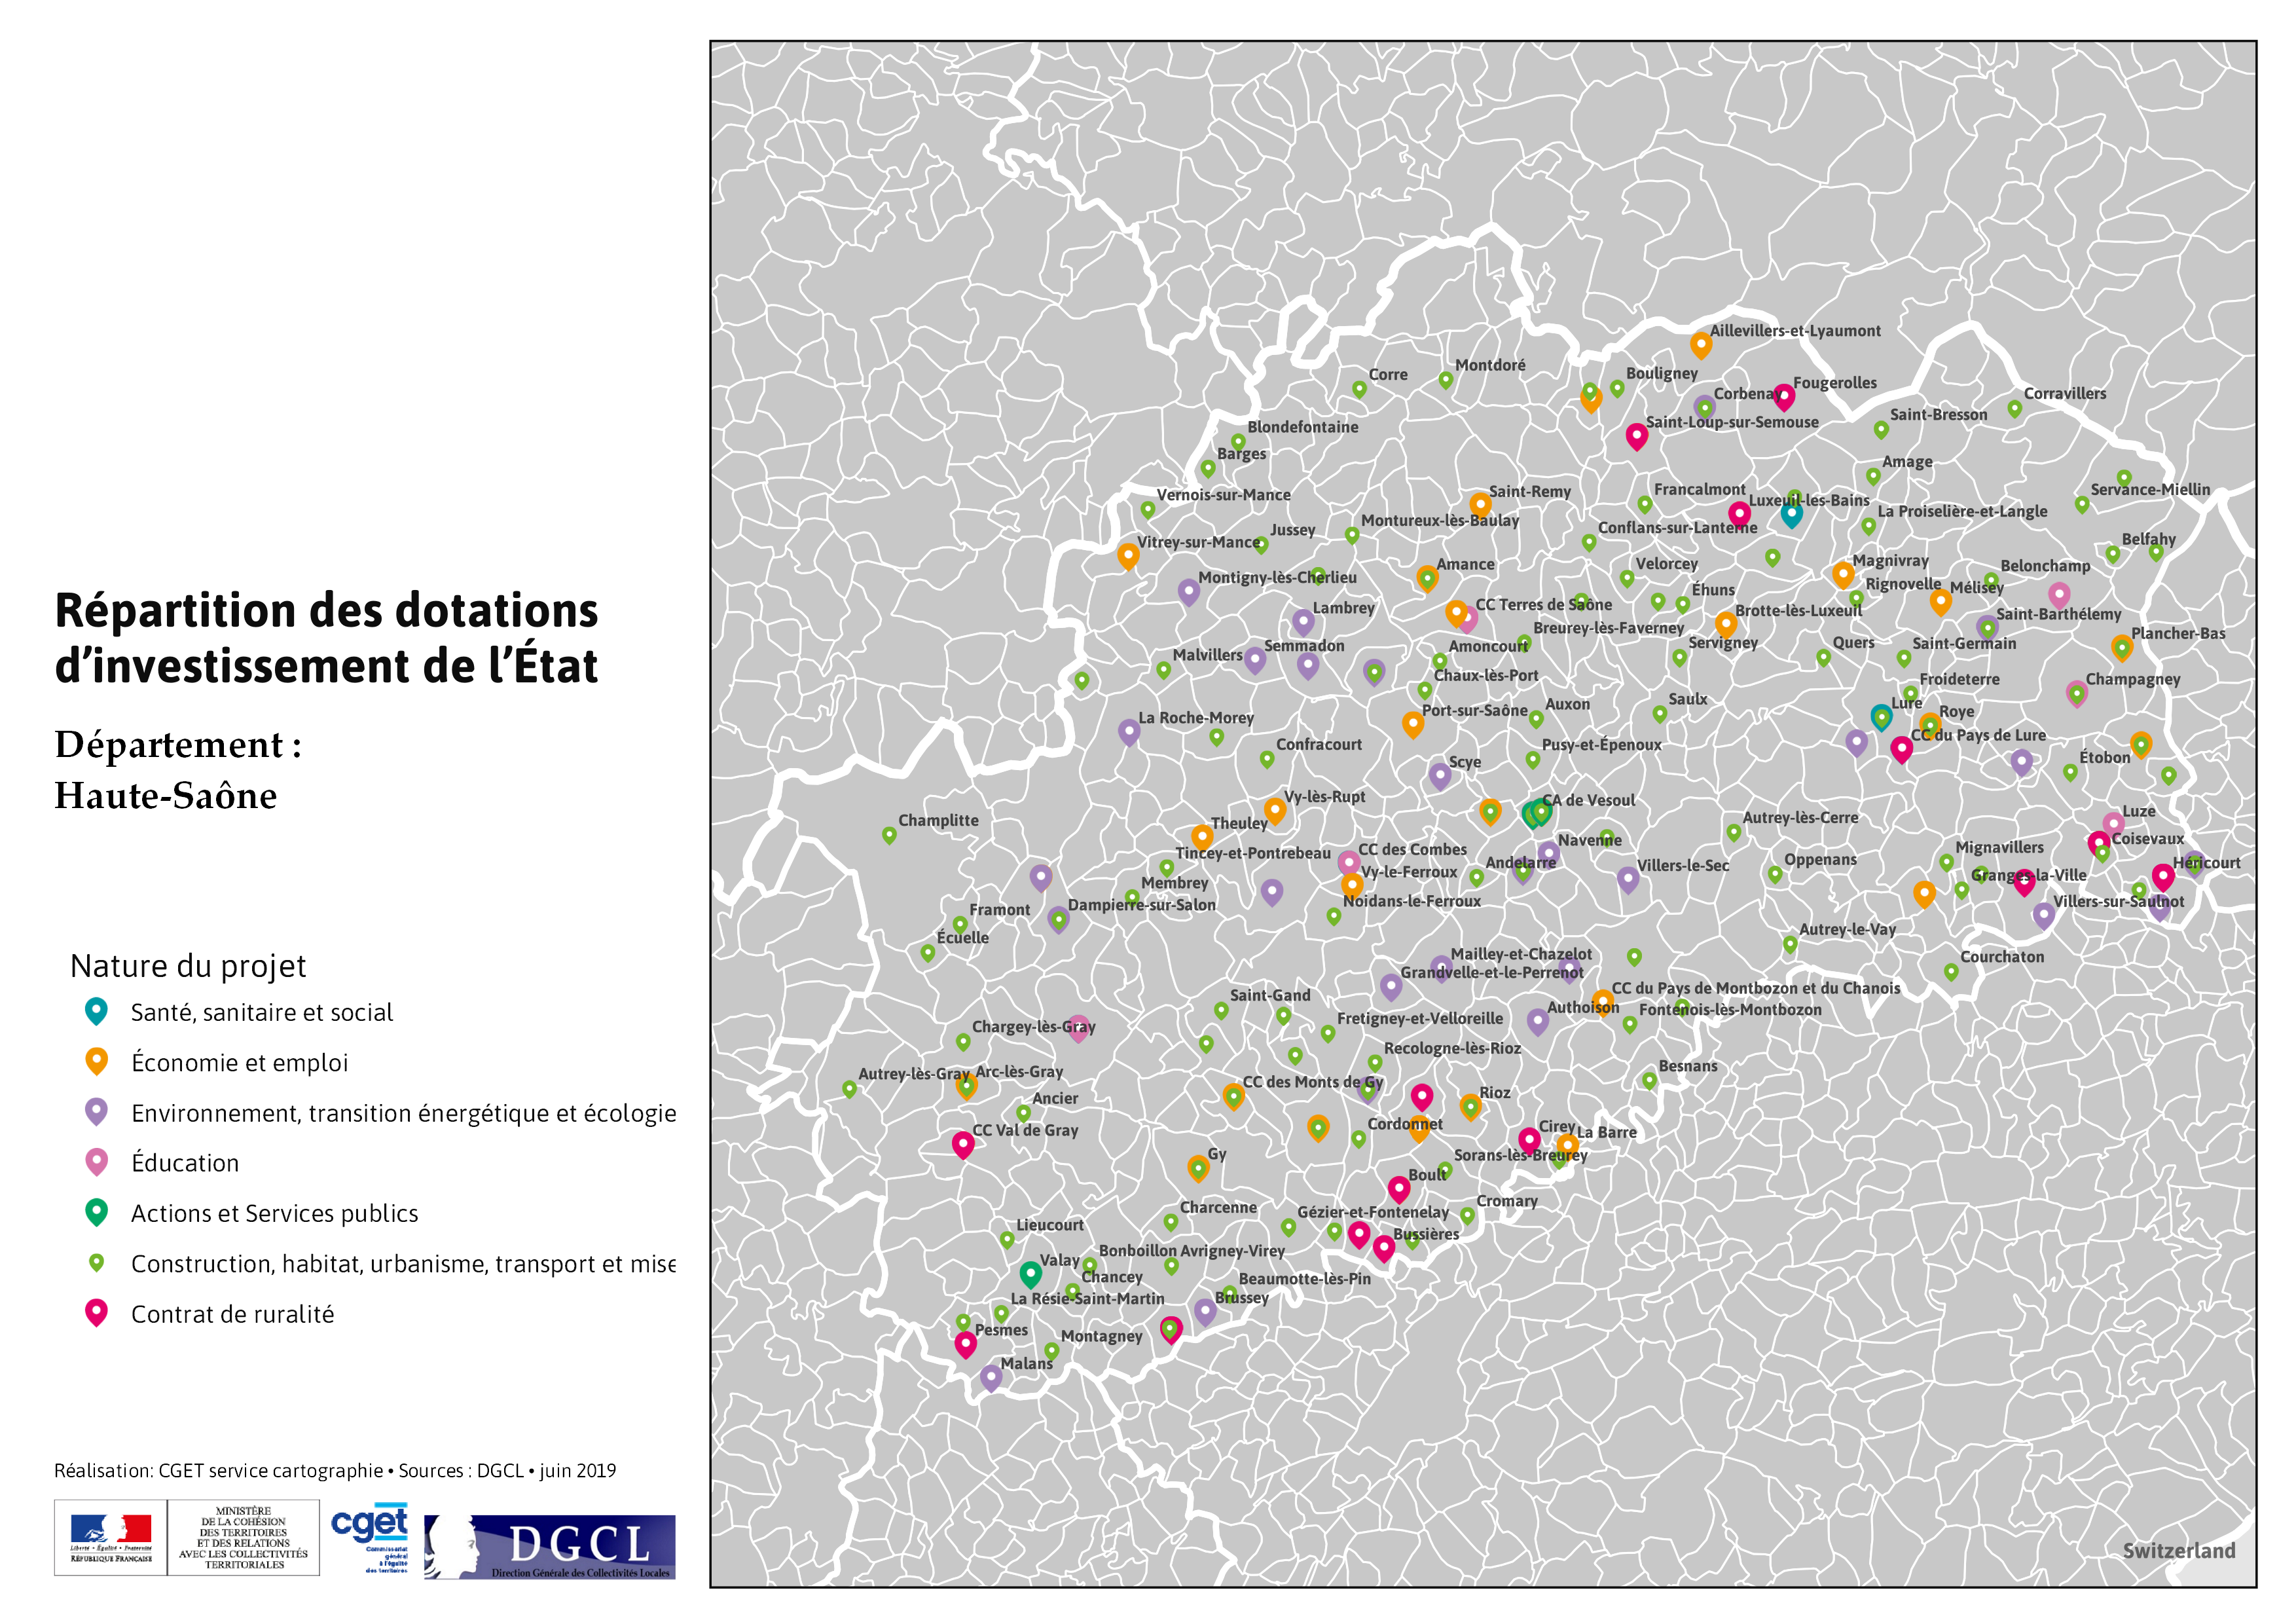 Répartition des dotations
d’investissement de l’État
Département :
Haute-Saône
Nature du projet
Santé, sanitaire et social
Économie et emploi
Environnement, transition énergétique et écologie
Éducation
Actions et Services publics
Construction, habitat, urbanisme, transport et mise
Contrat de ruralité
Réalisation: CGET service cartographie • Sources : DGCL • juin 2019
Liberté • Égalité • Fraternité
RÉPUBLIQUE FRANÇAISE
MINISTÈRE
DE LA COHÉSION
DES TERRITOIRES
ET DES RELATIONS
AVEC LES COLLECTIVITÉS
TERRITORIALES
cget
Commissariat
général
à l'égalité
des territoires
DGCL
Direction Générale des Collectivités Locales
Aillevillers-et-Lyaumont
Montdoré
Corre
Bouligney
Fougerolles
Corbenay
Corravillers
Saint-Bresson
Saint-Loup-sur-Semouse
Blondefontaine
Barges
Amage
Vernois-sur-Mance
Saint-Remy
Francalmont
Luxeuil-les-Bains
Servance-Miellin
La Proiselière-et-Langle
Montureux-lès-Baulay
Conflans-sur-Lanterne
Jussey
Vitrey-sur-Mance
Belfahy
Amance
Velorcey
Magnivray
Belonchamp
Montigny-lès-Cherlieu
Éhuns
Rignovelle
Mélisey
Lambrey
CC Terres de Saône
Brotte-lès-Luxeuil
Saint-Barthélemy
Breurey-lès-Faverney
Plancher-Bas
Semmadon
Amoncourt
Servigney
Quers
Saint-Germain
Malvillers
Chaux-lès-Port
Froideterre
Champagney
Saulx
Auxon
Lure
Roye
Port-sur-Saône
La Roche-Morey
CC du Pays de Lure
Confracourt
Pusy-et-Épenoux
Étobon
Scye
Vy-lès-Rupt
CA de Vesoul
Luze
Champlitte
Theuley
Autrey-lès-Cerre
Navenne
Coisevaux
Tincey-et-Pontrebeau
CC des Combes
Mignavillers
Andelarre
Oppenans
Héricourt
Villers-le-Sec
Vy-le-Ferroux
Granges-la-Ville
Membrey
Noidans-le-Ferroux
Villers-sur-Saulnot
Dampierre-sur-Salon
Framont
Autrey-le-Vay
Écuelle
Mailley-et-Chazelot
Courchaton
Grandvelle-et-le-Perrenot
CC du Pays de Montbozon et du Chanois
Saint-Gand
Authoison
Fontenois-lès-Montbozon
Fretigney-et-Velloreille
Chargey-lès-Gray
Recologne-lès-Rioz
Besnans
Autrey-lès-Gray
Arc-lès-Gray
CC des Monts de Gy
Rioz
Ancier
Cordonnet
Cirey
CC Val de Gray
La Barre
Gy
Sorans-lès-Breurey
Boult
Cromary
Charcenne
Gézier-et-Fontenelay
Lieucourt
Bussières
Bonboillon
Avrigney-Virey
Valay
Chancey
Beaumotte-lès-Pin
La Résie-Saint-Martin
Brussey
Pesmes
Montagney
Malans
Switzerland